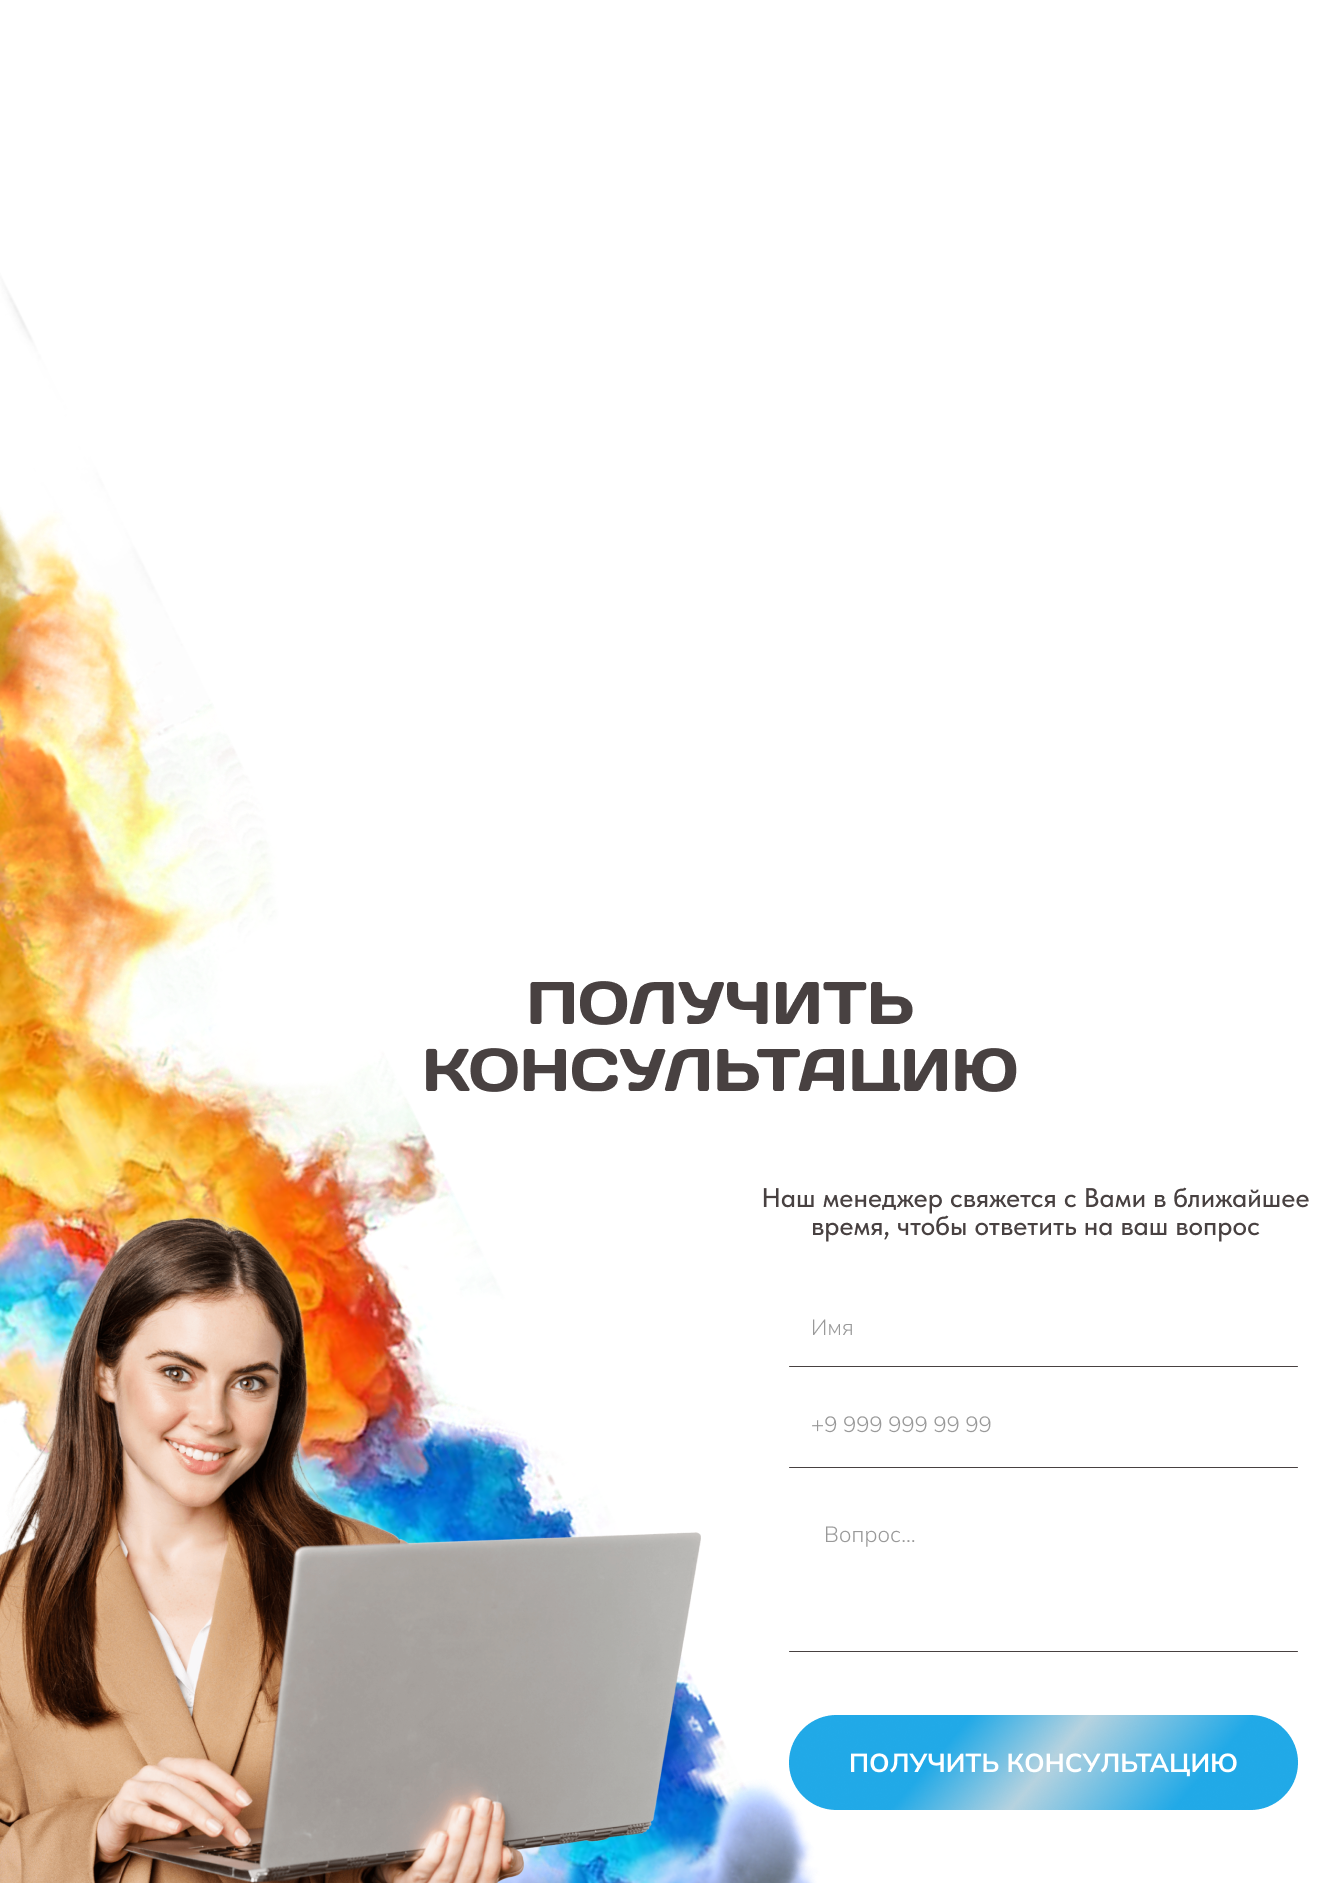 ПОЛУЧИТЬ
КОНСУЛЬТАЦИЮ
Наш менеджер свяжется с Вами в ближайшее
время, чтобы ответить на ваш вопрос
Имя
+9 999 999 99 99
Вопрос...
ПОЛУЧИТЬ КОНСУЛЬТАЦИЮ